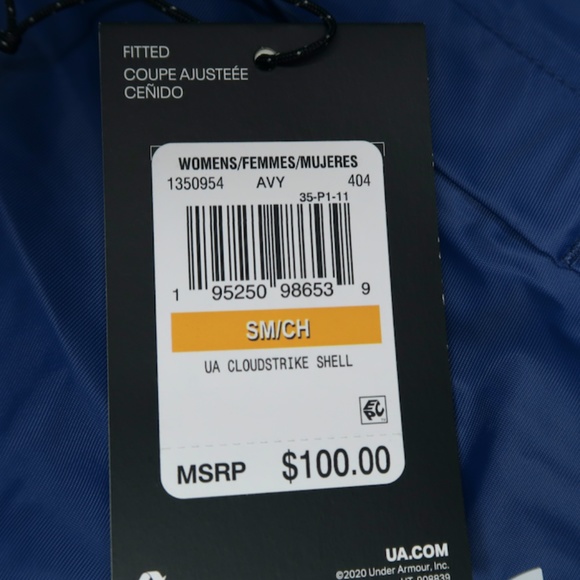 FITTED
COUPE AJUSTEÉE
CEÑIDO
WOMENS/FEMMES/MUJERES
1350954 AVY 404
35-P1-11
1 95250 98653 9
SM/CH
UA CLOUDSTRIKE SHELL
EPC
MSRP $100.00
UA.COM
©2020 Under Armour, Inc.